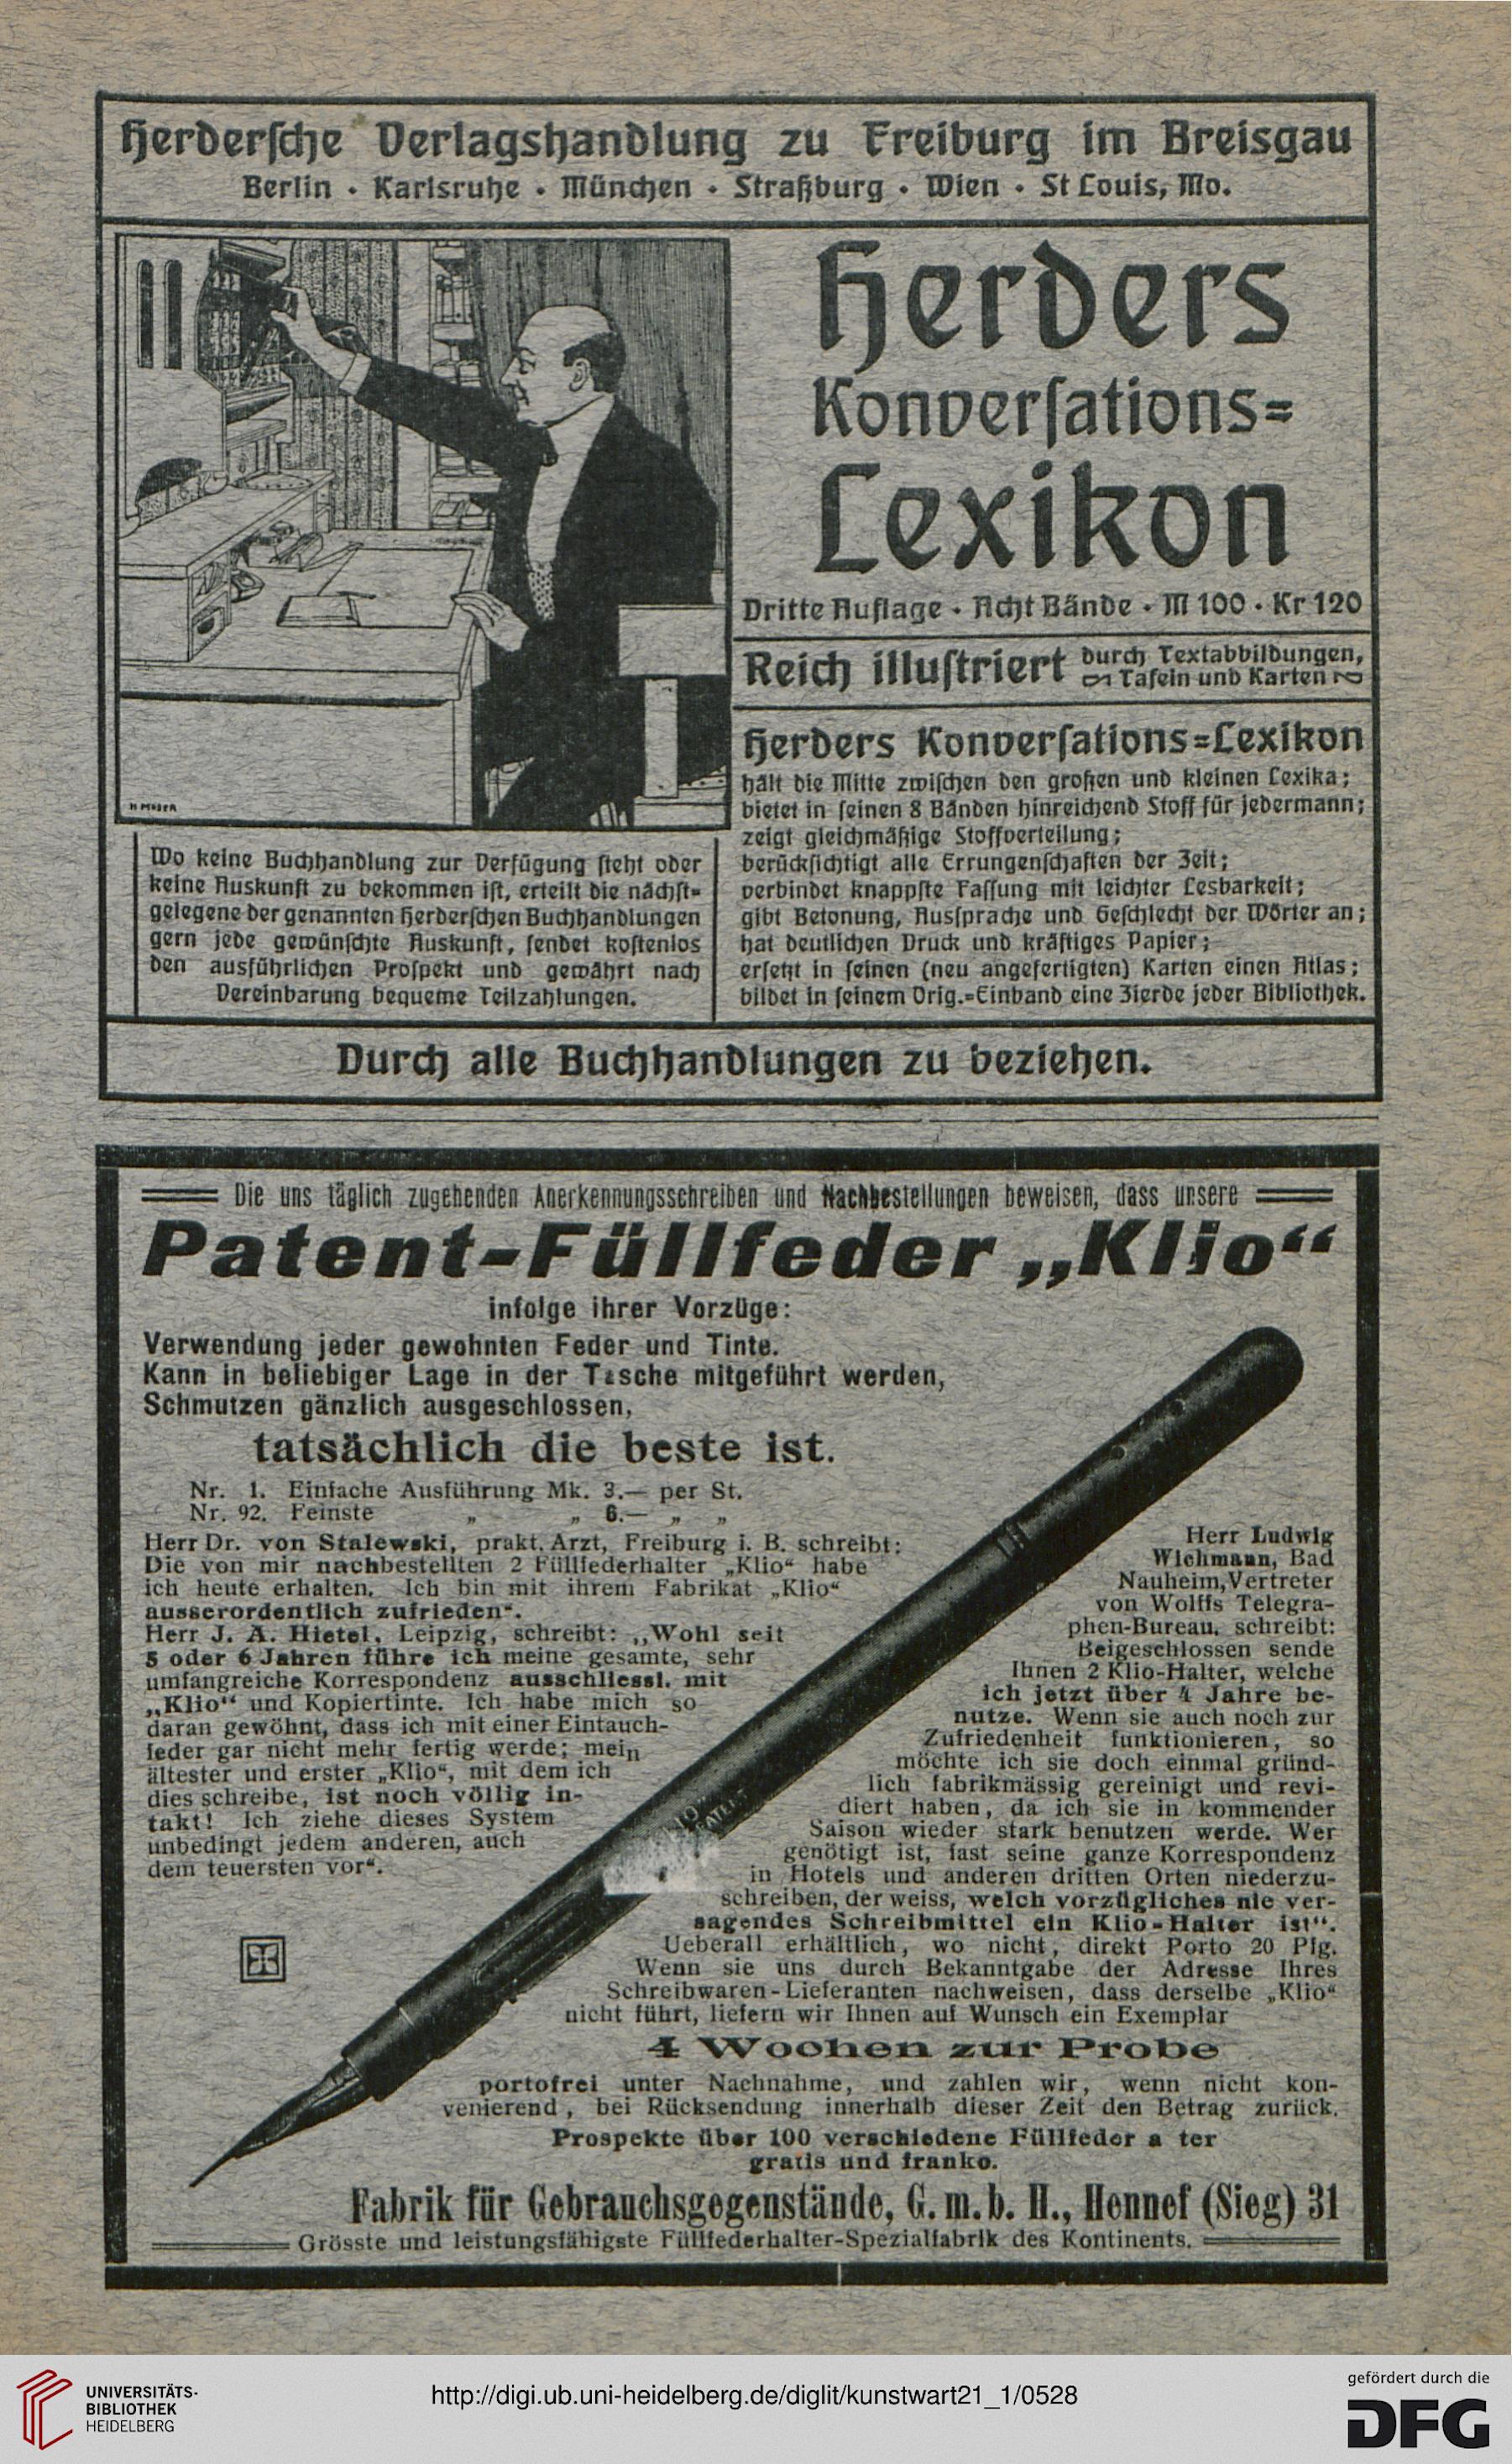 Herdersche Verlagshandlung zu Freiburg im Breisgau
Berlin • Karlsruhe • München • Straßburg • Wien • St Louis, Mo.
Herders
Konversations=
Lexikon
Dritte Auflage • Acht Bände • M 100 • Kr 120
Reich illustriert durch Textabbildungen,
Tafeln und Karten
H MOSER
Herders Konversations=Lexikon
hält die Mitte zwischen den großen und kleinen Lexika;
bietet in seinen 8 Bänden hinreichend Stoff für jedermann;
zeigt gleichmäßige Stoffverteilung;
berücksichtigt alle Errungenschaften der Zeit;
verbindet knappste Fassung mit leichter Lesbarkeit;
gibt Betonung, Aussprache und Geschlecht der Wörter an;
hat deutlichen Druck und kräftiges Papier;
ersetzt in seinen (neu angefertigten) Karten einen Atlas;
bildet in seinem Orig.=Einband eine Zierde jeder Bibliothek.
Wo keine Buchhandlung zur Verfügung steht oder
keine Auskunft zu bekommen ist, erteilt die nächst=
gelegene der genannten Herderschen Buchhandlungen
gern jede gewünschte Auskunft, sendet kostenlos
den ausführlichen Prospekt und gewährt nach
Vereinbarung bequeme Teilzahlungen.
Durch alle Buchhandlungen zu beziehen.
Die uns täglich zugehenden Anerkennungsschreiben und Nachbestellungen beweisen, dass unsere
Patent-Füllfeder „Klio“
infolge ihrer Vorzüge:
Verwendung jeder gewohnten Feder und Tinte.
Kann in beliebiger Lage in der Tasche mitgeführt werden,
Schmutzen gänzlich ausgeschlossen,
tatsächlich die beste ist.
Nr. 1. Einfache Ausführung Mk. 3.— per St.
Nr. 92. Feinste „ „ 6.— „ „
Herr Dr. von Stalewski, prakt. Arzt, Freiburg i. B. schreibt:
Die von mir nachbestellten 2 Füllfederhalter „Klio“ habe
ich heute erhalten. Ich bin mit ihrem Fabrikat „Klio“
ausserordentlich zufrieden“.
Herr J. A. Hietel, Leipzig, schreibt: „Wohl seit
5 oder 6 Jahren führe ich meine gesamte, sehr
umfangreiche Korrespondenz ausschliessl. mit
„Klio“ und Kopiertinte. Ich habe mich so
daran gewöhnt, dass ich mit einer Eintauch-
feder gar nicht mehr fertig werde; mein
ältester und erster „Klio“, mit dem ich
dies schreibe, ist noch völlig in-
takt! Ich ziehe dieses System
unbedingt jedem anderen, auch
dem teuersten vor“.
Herr Ludwig
Wichmann, Bad
Nauheim, Vertreter
von Wolffs Telegra-
phen-Bureau, schreibt:
Beigeschlossen sende
Ihnen 2 Klio-Halter, welche
ich jetzt über 4 Jahre be-
nutze. Wenn sie auch noch zur
Zufriedenheit funktionieren, so
möchte ich sie doch einmal gründ-
lich fabrikmässig gereinigt und revi-
diert haben, da ich sie in kommender
Saison wieder stark benutzen werde. Wer
genötigt ist, fast seine ganze Korrespondenz
in Hotels und anderen dritten Orten niederzu-
schreiben, der weiss, welch vorzügliches nie ver-
sagendes Schreibmittel ein Klio-Halter ist“.
Ueberall erhältlich, wo nicht, direkt Porto 20 Pfg.
Wenn sie uns durch Bekanntgabe der Adresse Ihres
Schreibwaren-Lieferanten nachweisen, dass derselbe „Klio“
nicht führt, liefern wir Ihnen auf Wunsch ein Exemplar
4 Wochen zur Probe
portofrei unter Nachnahme, und zahlen wir, wenn nicht kon-
venierend, bei Rücksendung innerhalb dieser Zeit den Betrag zurück.
Prospekte über 100 verschiedene Füllfeder a ter
gratis und franko.
Fabrik für Gebrauchsgegenstände, G. m. b. H., Hennef (Sieg) 31
Grösste und leistungsfähigste Füllfederhalter-Spezialfabrik des Kontinents.
UNIVERSITÄTS-
BIBLIOTHEK
HEIDELBERG
http://digi.ub.uni-heidelberg.de/diglit/kunstwart21_1/0528
gefördert durch die
DFG